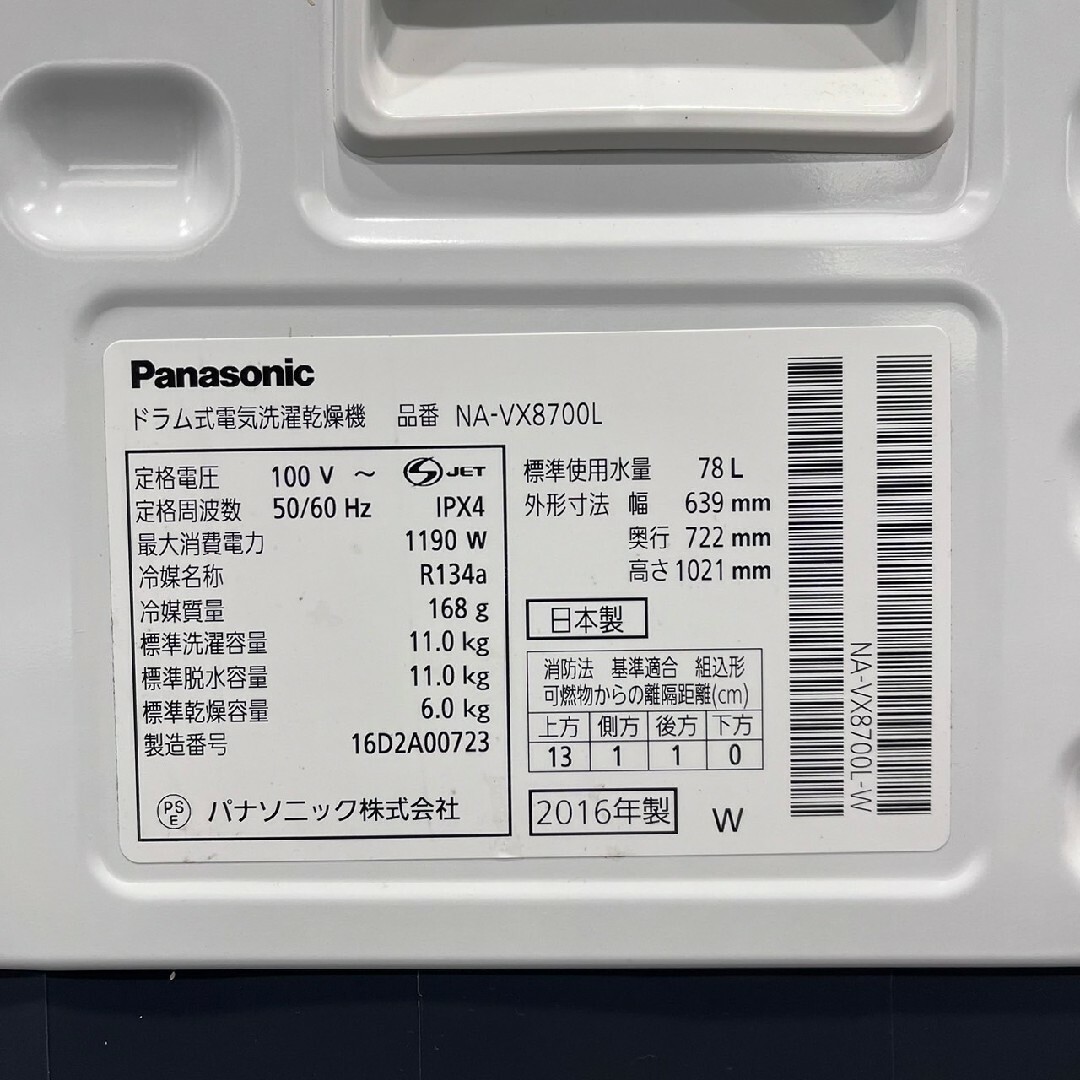 Panasonic
ドラム式電気洗濯乾燥機 品番 NA-VX8700L
定格電圧 100 V ~ S JET
定格周波数 50/60 Hz IPX4
最大消費電力 1190 W
冷媒名称 R134a
冷媒質量 168 g
標準洗濯容量 11.0 kg
標準脱水容量 11.0 kg
標準乾燥容量 6.0 kg
製造番号 16D2A00723
PS E パナソニック株式会社
標準使用水量 78 L
外形寸法 幅 639 mm
奥行 722 mm
高さ 1021 mm
日本製
消防法 基準適合 組込形
可燃物からの離隔距離(cm)
上方 側方 後方 下方
13 1 1 0
2016年製 W
NA-VX8700L-W